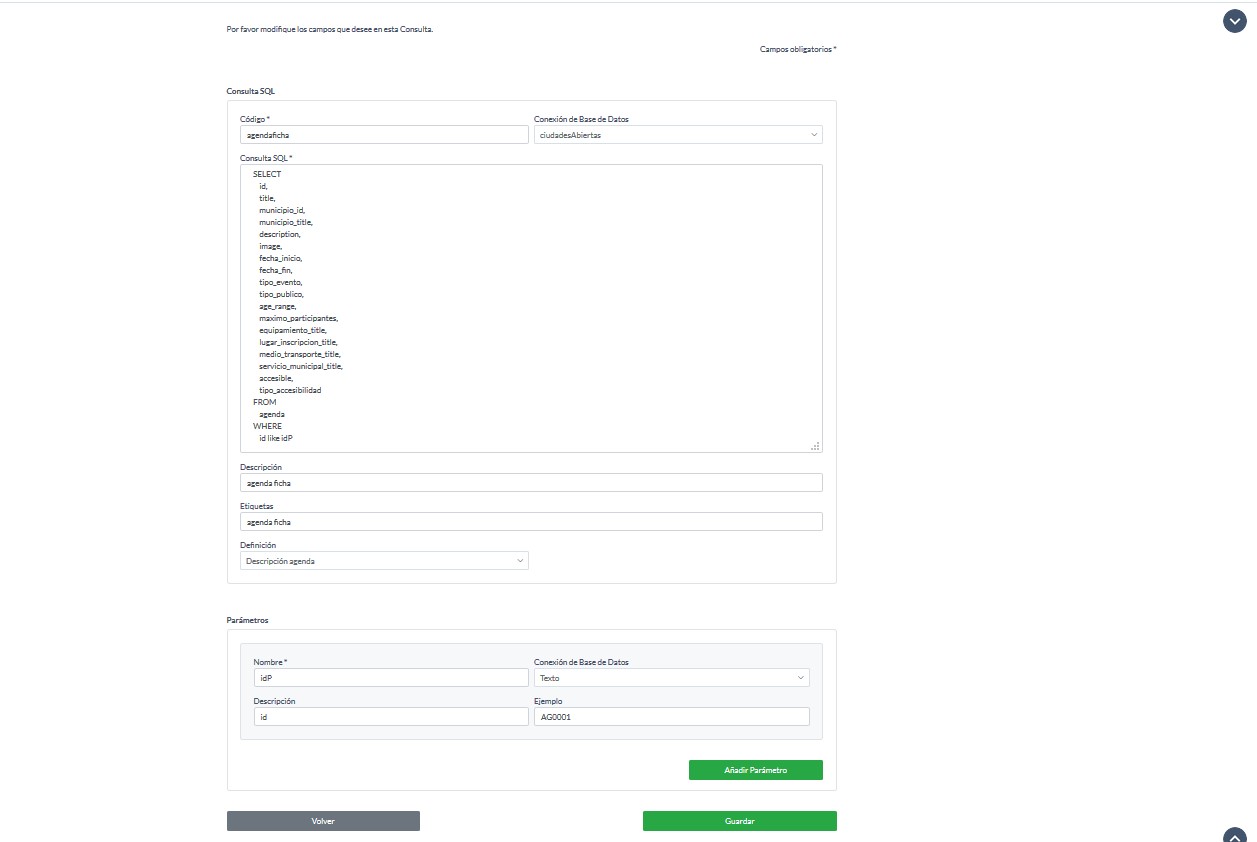 Por favor modifique los campos que desee en esta Consulta.
Campos obligatorios *
Consulta SQL
Código *
Conexión de Base de Datos
agendaficha
ciudadesAbiertas
Consulta SQL *
SELECT
id,
title,
municipio_id,
municipio_title,
description,
image,
fecha_inicio,
fecha_fin,
tipo_evento,
tipo_publico,
age_range,
maximo_participantes,
equipamiento_title,
lugar_inscripcion_title,
medio_transporte_title,
servicio_municipal_title,
accesible,
tipo_accesibilidad
FROM
agenda
WHERE
id like idP
Descripción
agenda ficha
Etiquetas
agenda ficha
Definición
Descripción agenda
Parámetros
Nombre *
Conexión de Base de Datos
idP
Texto
Descripción
Ejemplo
id
AG0001
Añadir Parámetro
Volver
Guardar